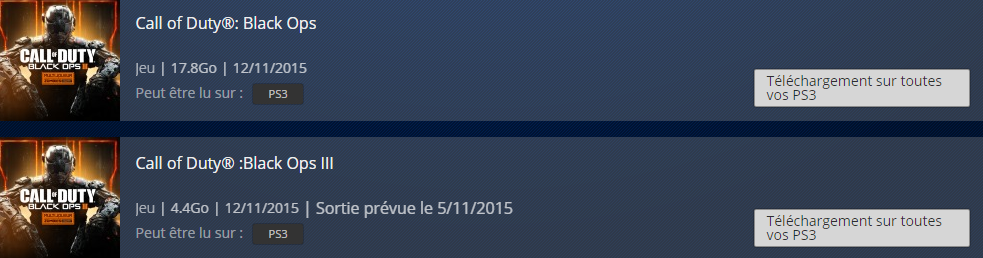 Call of Duty®: Black Ops
Jeu | 17.8Go | 12/11/2015
Peut être lu sur : PS3
Téléchargement sur toutes
vos PS3
CALL OF DUTY
BLACK OPS III
MULTIJOUEUR
Call of Duty® :Black Ops III
Jeu | 4.4Go | 12/11/2015 | Sortie prévue le 5/11/2015
Peut être lu sur : PS3
Téléchargement sur toutes
vos PS3
CALL OF DUTY
BLACK OPS III
MULTIJOUEUR